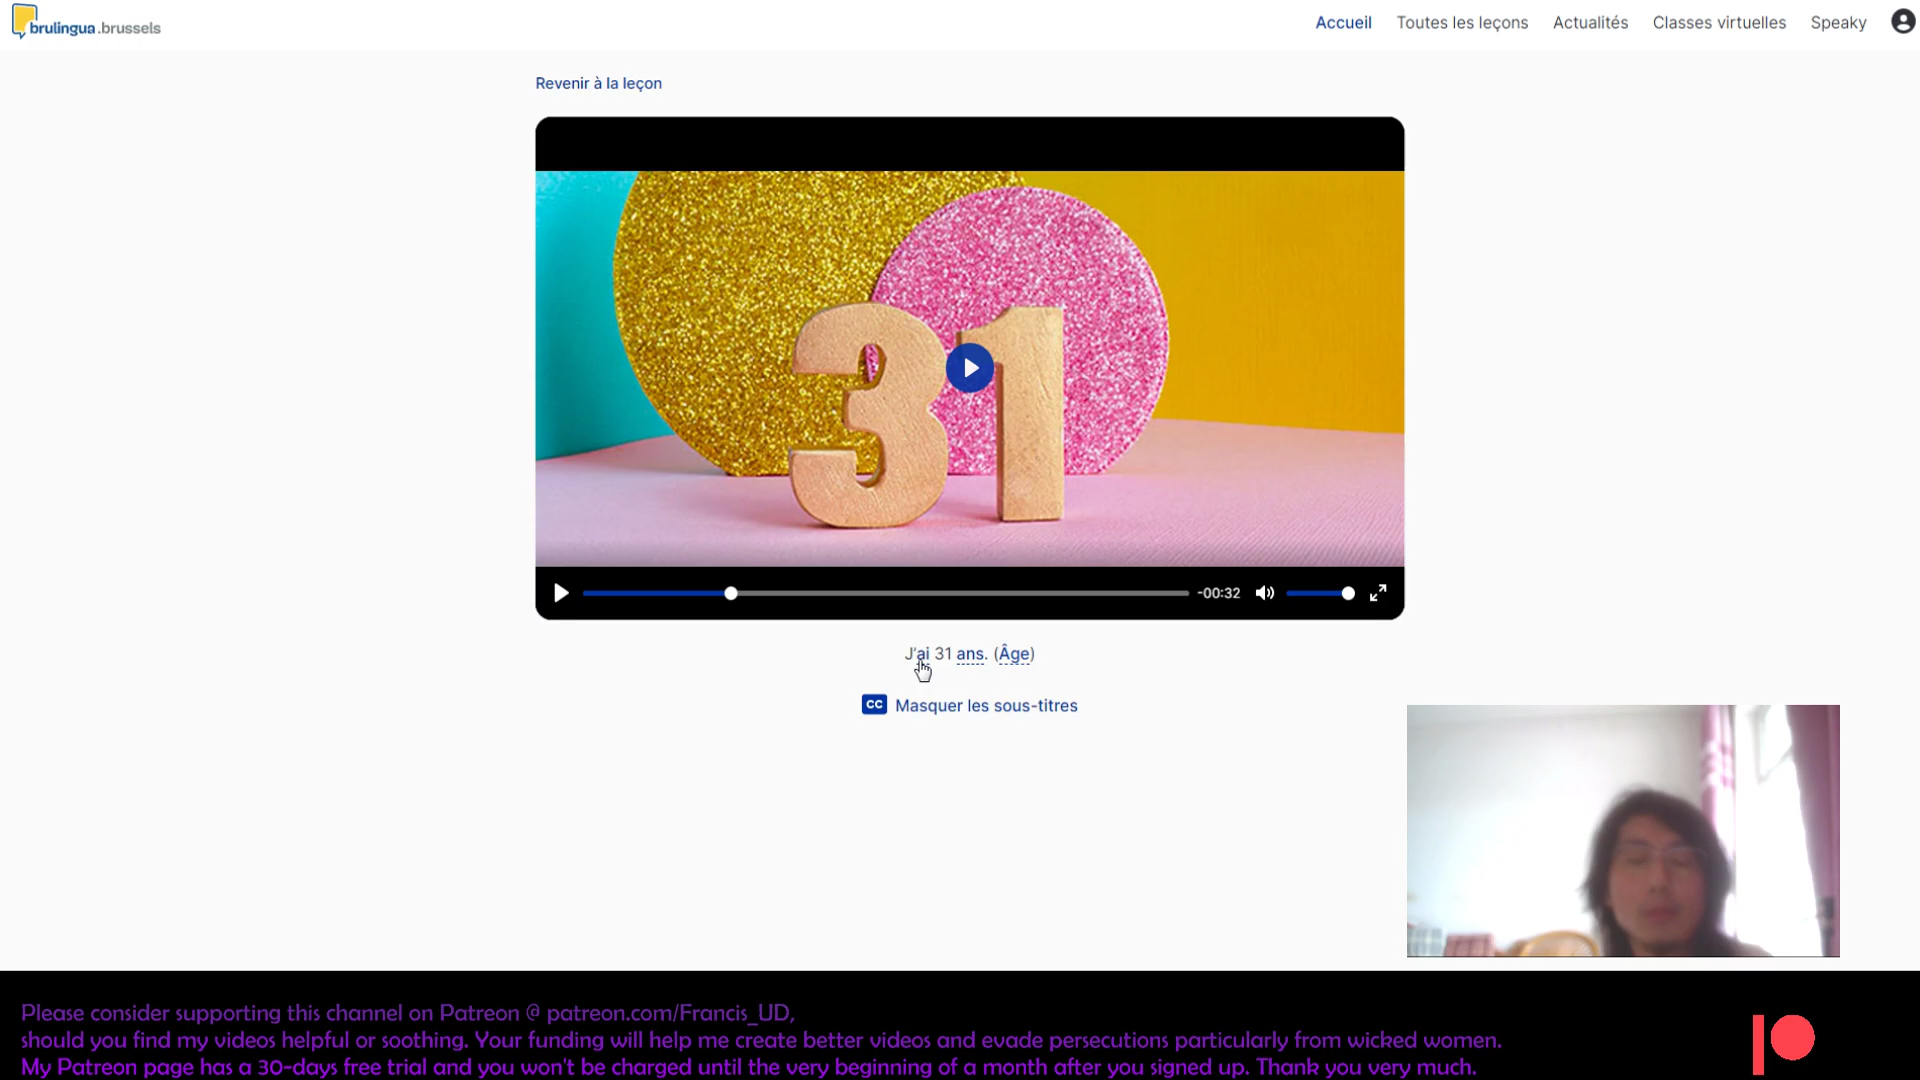 brulingua.brussels
Accueil Toutes les leçons Actualités Classes virtuelles Speaky
Revenir à la leçon
31
-00:32
J'ai 31 ans. (Âge)
CC Masquer les sous-titres
Please consider supporting this channel on Patreon @ patreon.com/Francis_UD,
should you find my videos helpful or soothing. Your funding will help me create better videos and evade persecutions particularly from wicked women.
My Patreon page has a 30-days free trial and you won't be charged until the very beginning of a month after you signed up. Thank you very much.